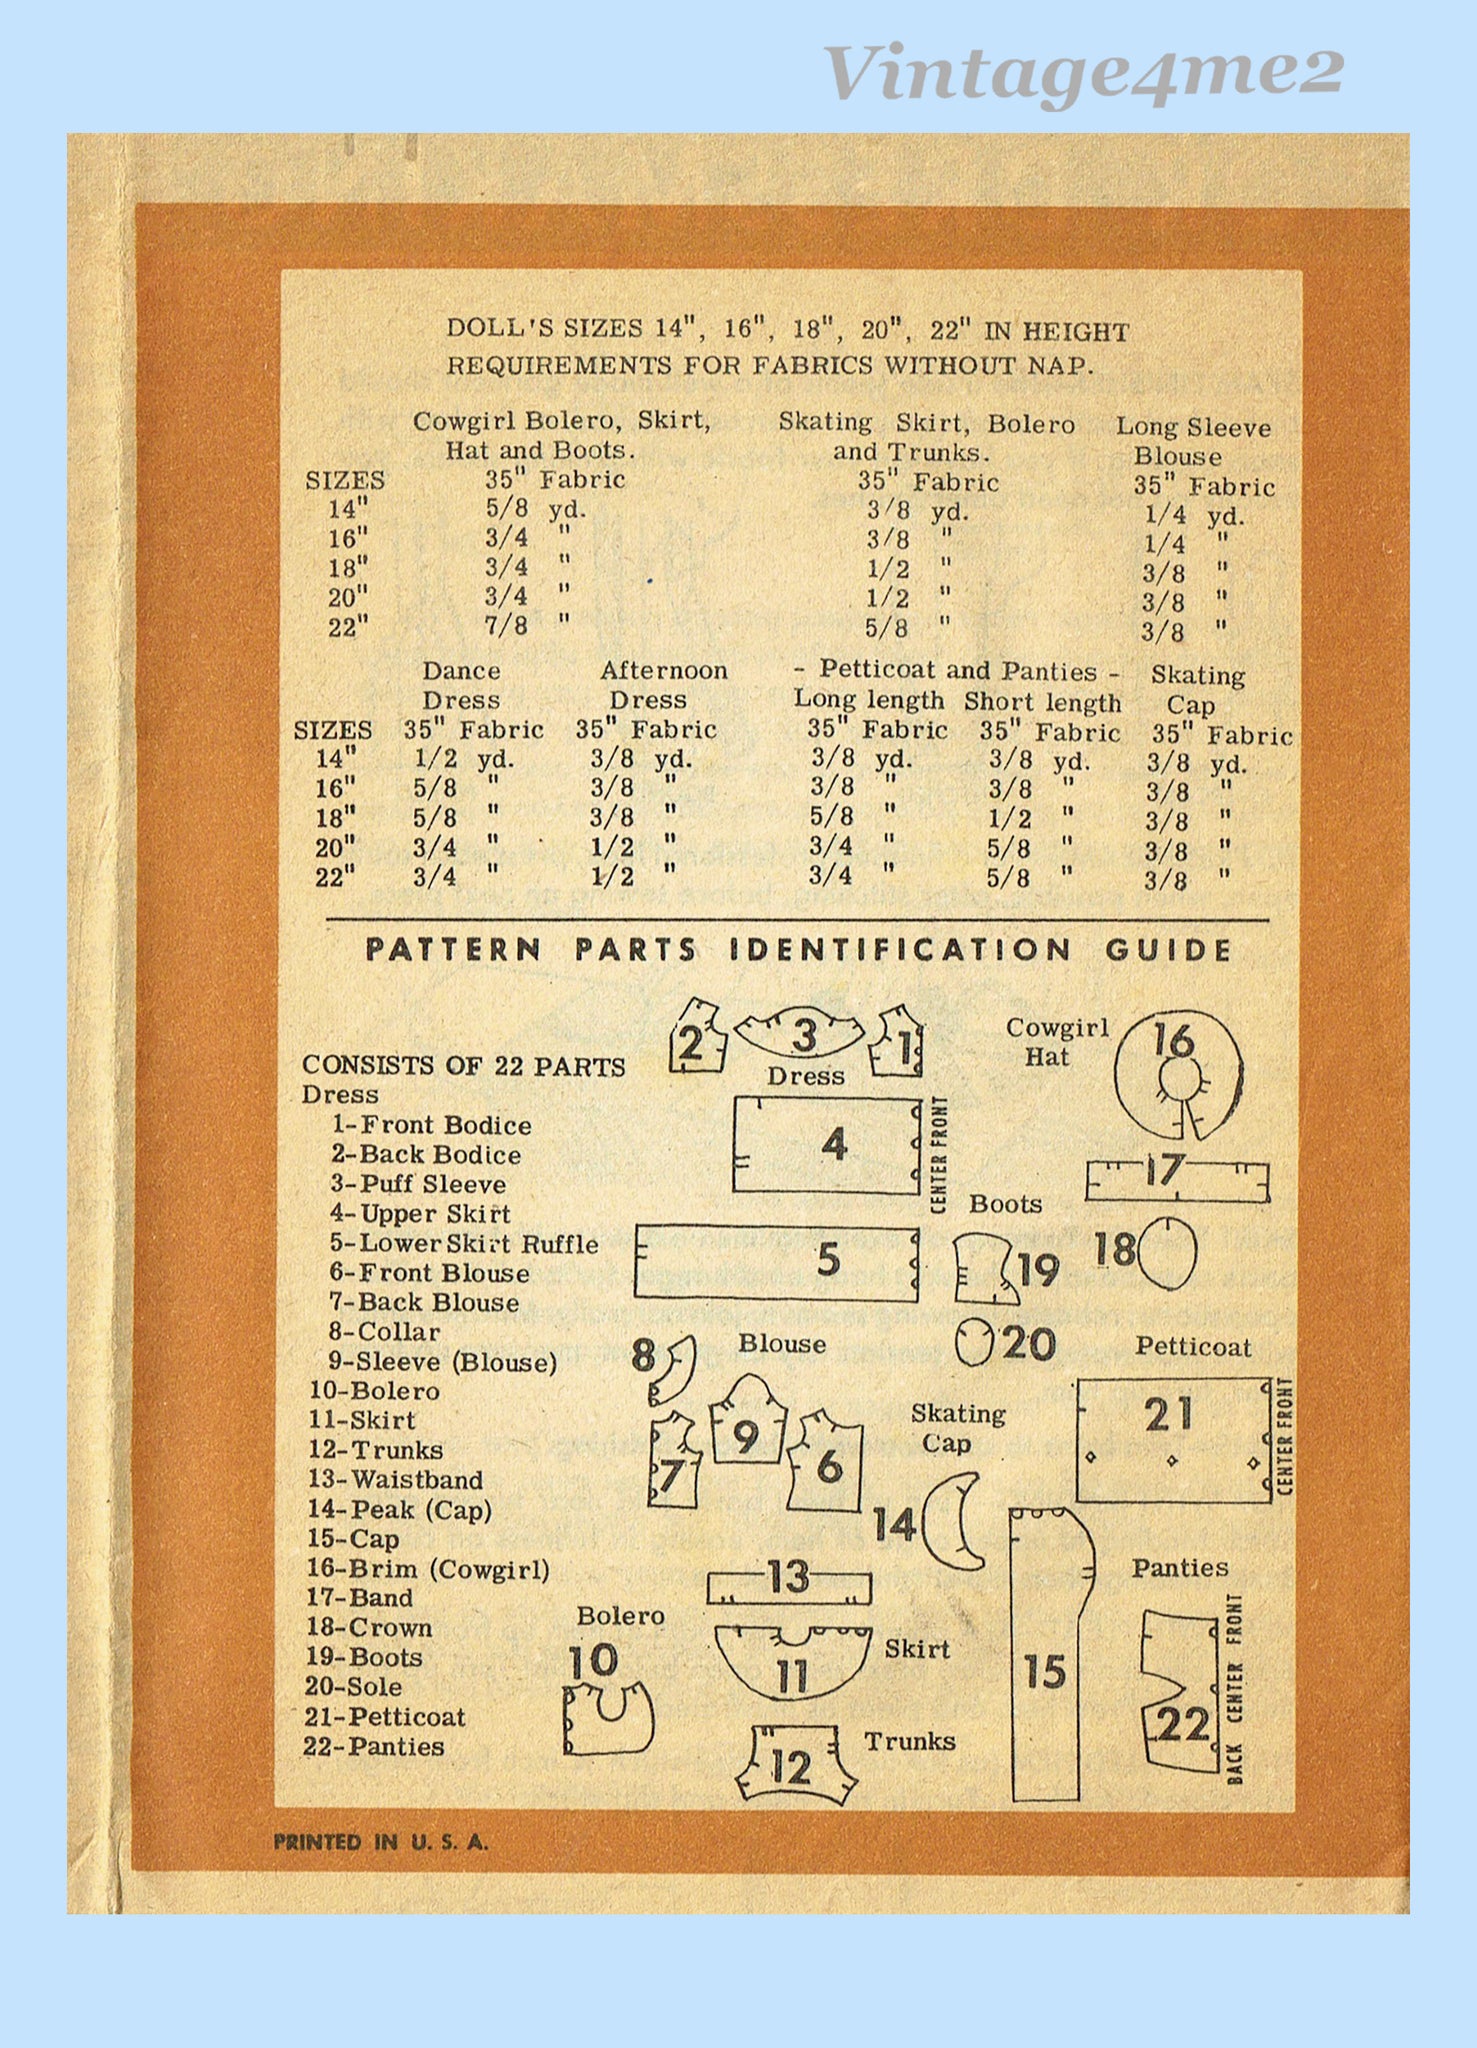 Vintage4me2
DOLL'S SIZES 14", 16", 18", 20", 22" IN HEIGHT
REQUIREMENTS FOR FABRICS WITHOUT NAP.
Cowgirl Bolero, Skirt, Skating Skirt, Bolero Long Sleeve
Hat and Boots. and Trunks. Blouse
SIZES 35" Fabric 35" Fabric 35" Fabric
14" 5/8 yd. 3/8 yd. 1/4 yd.
16" 3/4 " 3/8 " 1/4 "
18" 3/4 " 1/2 " 3/8 "
20" 3/4 " 1/2 " 3/8 "
22" 7/8 " 5/8 " 3/8 "
Dance Afternoon - Petticoat and Panties - Skating
Dress Dress Long length Short length Cap
SIZES 35" Fabric 35" Fabric 35" Fabric 35" Fabric 35" Fabric
14" 1/2 yd. 3/8 yd. 3/8 yd. 3/8 yd. 3/8 yd.
16" 5/8 " 3/8 " 3/8 " 3/8 " 3/8 "
18" 5/8 " 3/8 " 5/8 " 1/2 " 3/8 "
20" 3/4 " 1/2 " 3/4 " 5/8 " 3/8 "
22" 3/4 " 1/2 " 3/4 " 5/8 " 3/8 "
PATTERN PARTS IDENTIFICATION GUIDE
CONSISTS OF 22 PARTS
Dress
1-Front Bodice
2-Back Bodice
3-Puff Sleeve
4-Upper Skirt
5-Lower Skirt Ruffle
6-Front Blouse
7-Back Blouse
8-Collar
9-Sleeve (Blouse)
10-Bolero
11-Skirt
12-Trunks
13-Waistband
14-Peak (Cap)
15-Cap
16-Brim (Cowgirl)
17-Band
18-Crown
19-Boots
20-Sole
21-Petticoat
22-Panties
2 3 1
Dress
4
CENTER FRONT
5
Cowgirl
Hat
16
17
18
Boots
19
20
Blouse
8
9
7
6
Petticoat
21
CENTER FRONT
Skating
Cap
14
15
13
Bolero
10
11
Skirt
12
Trunks
Panties
22
BACK CENTER FRONT
PRINTED IN U. S. A.